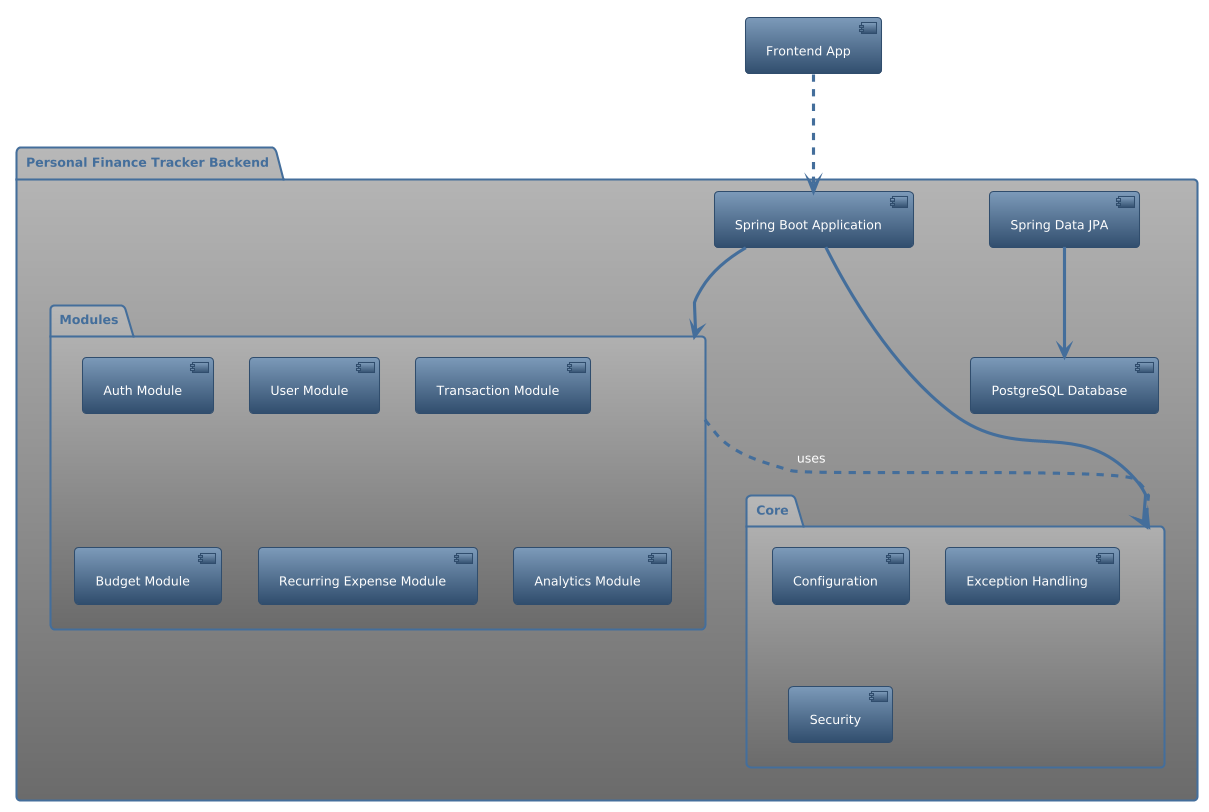 Frontend App
Personal Finance Tracker Backend
Spring Boot Application
Spring Data JPA
Modules
Auth Module
User Module
Transaction Module
PostgreSQL Database
uses
Core
Budget Module
Recurring Expense Module
Analytics Module
Configuration
Exception Handling
Security